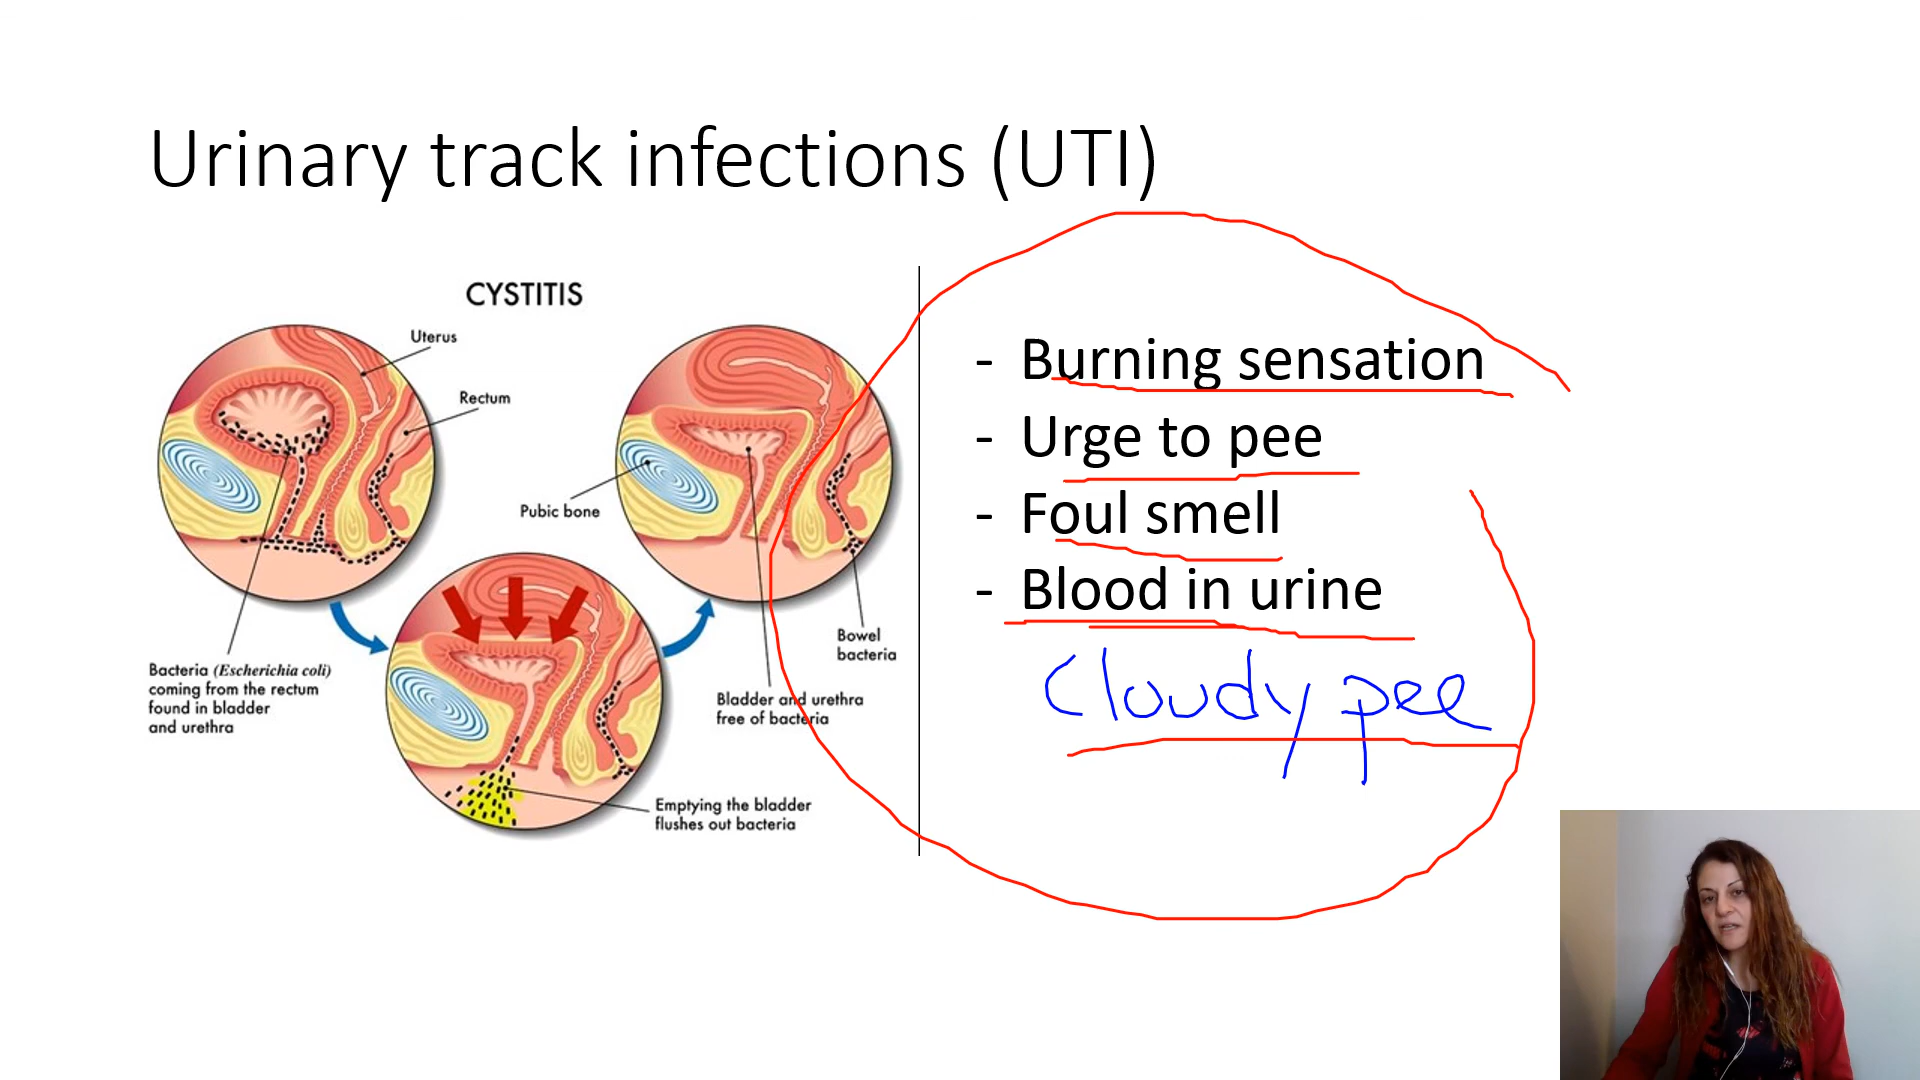 Urinary track infections (UTI)
CYSTITIS
Uterus
Rectum
Pubic bone
Bacteria (Escherichia coli)
coming from the rectum
found in bladder
and urethra
Bowel
bacteria
Bladder and urethra
free of bacteria
Emptying the bladder
flushes out bacteria
- Burning sensation
- Urge to pee
- Foul smell
- Blood in urine
Cloudy pee